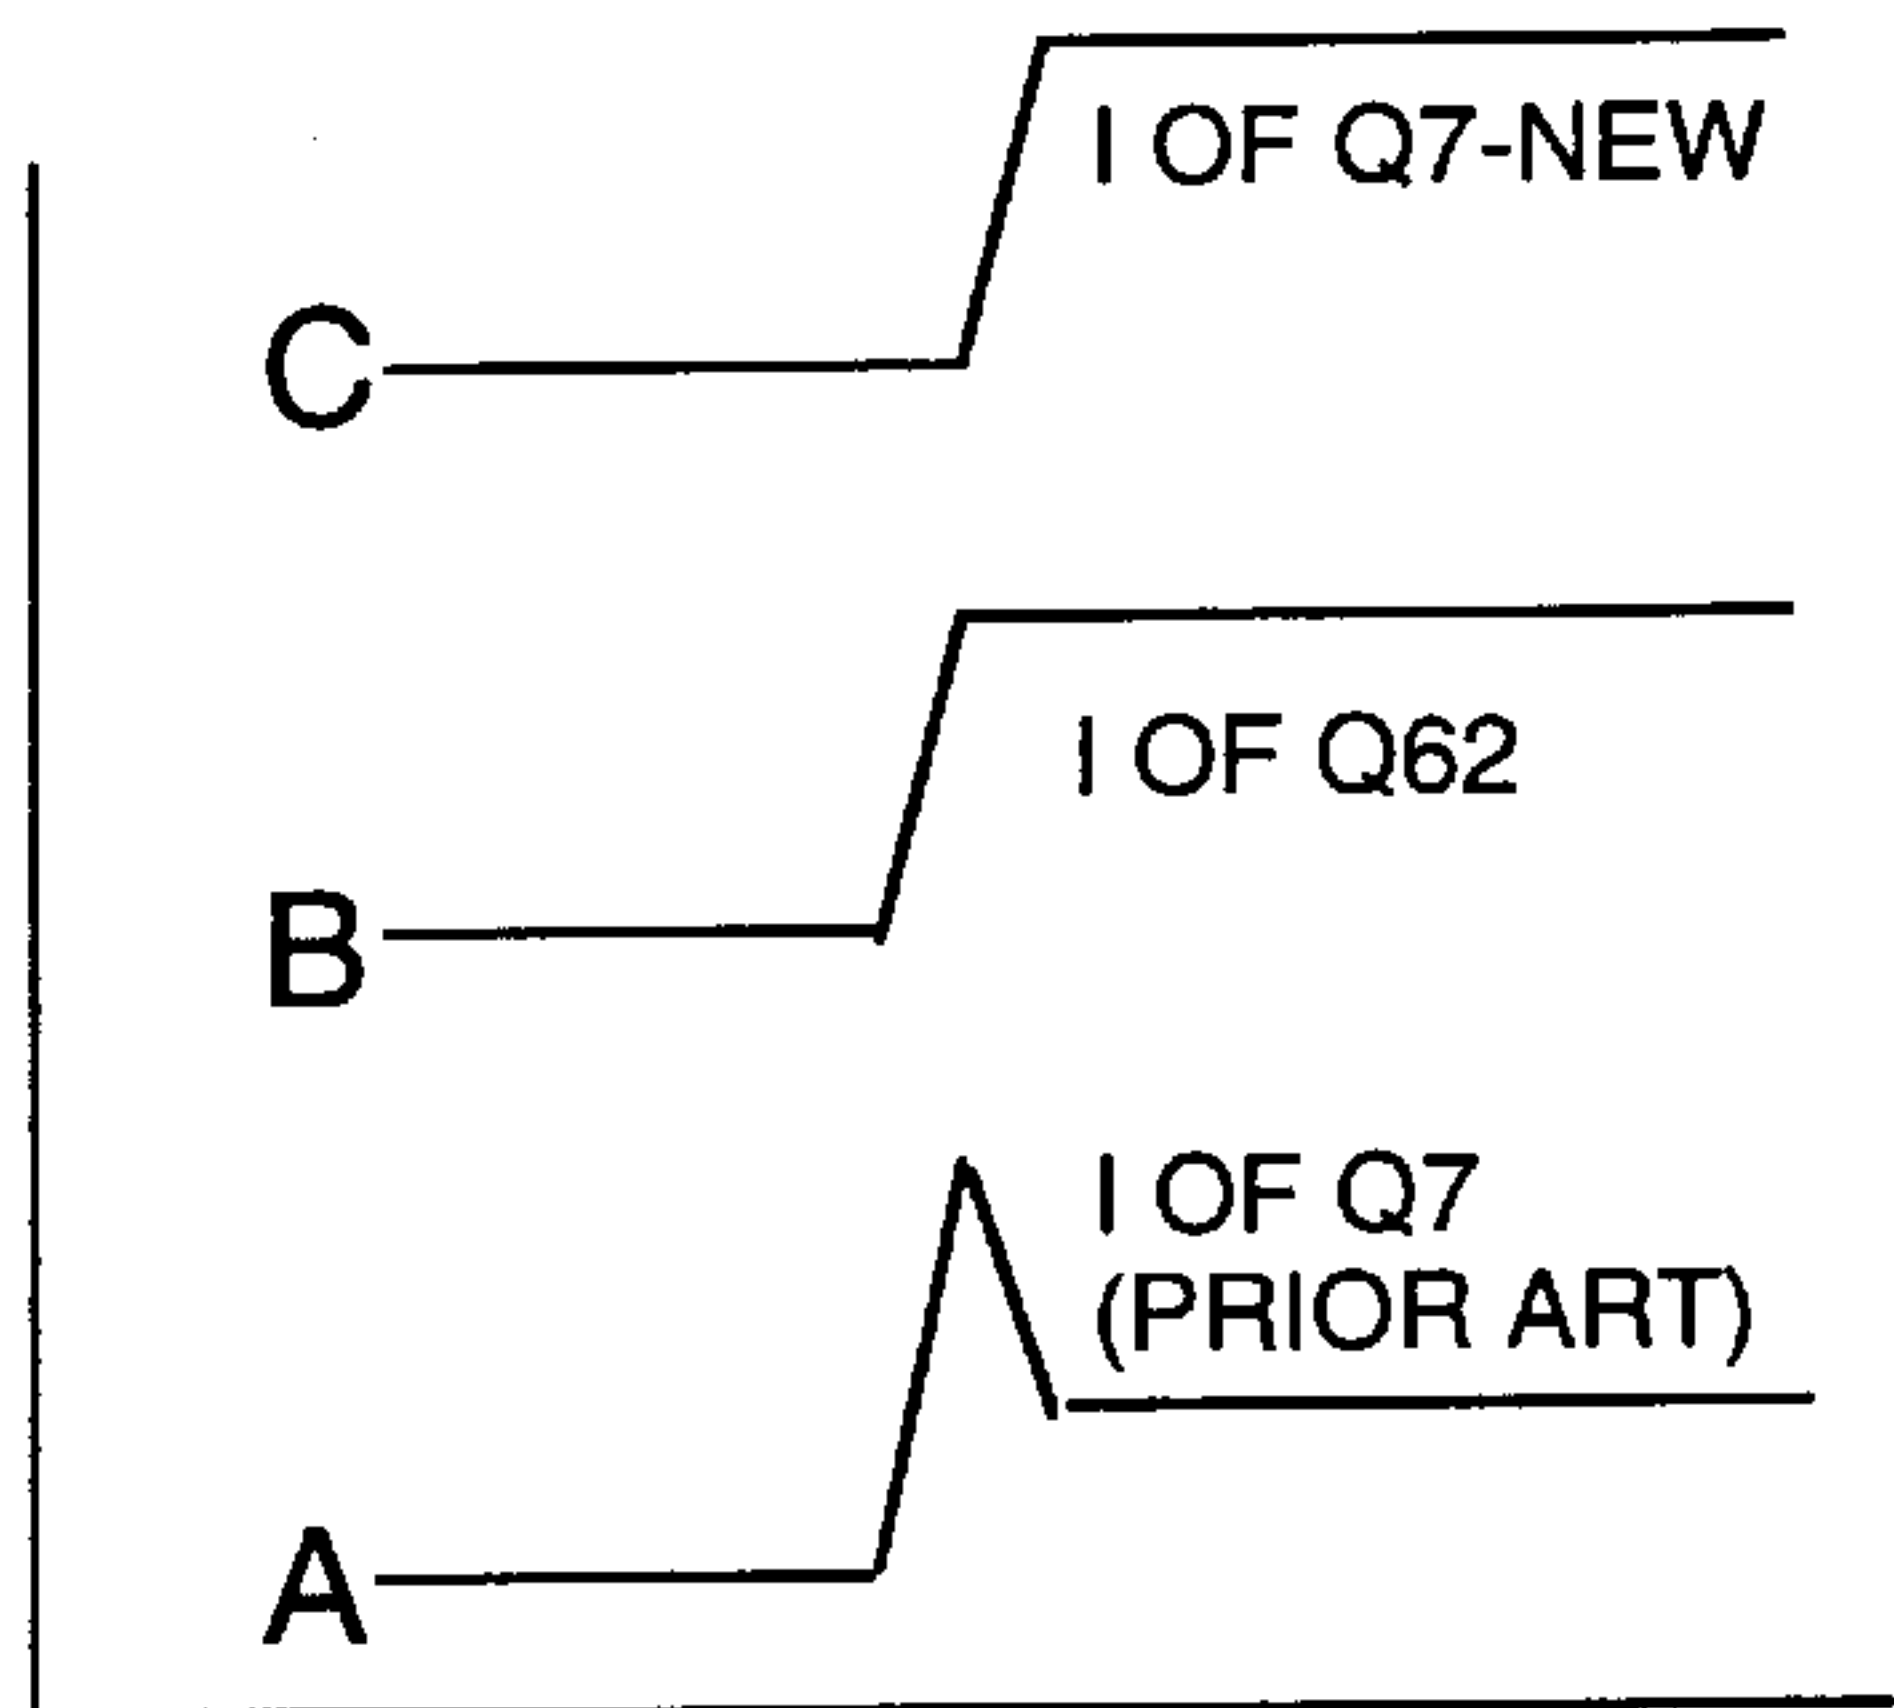 I OF Q7-NEW
C
I OF Q62
B
I OF Q7
(PRIOR ART)
A